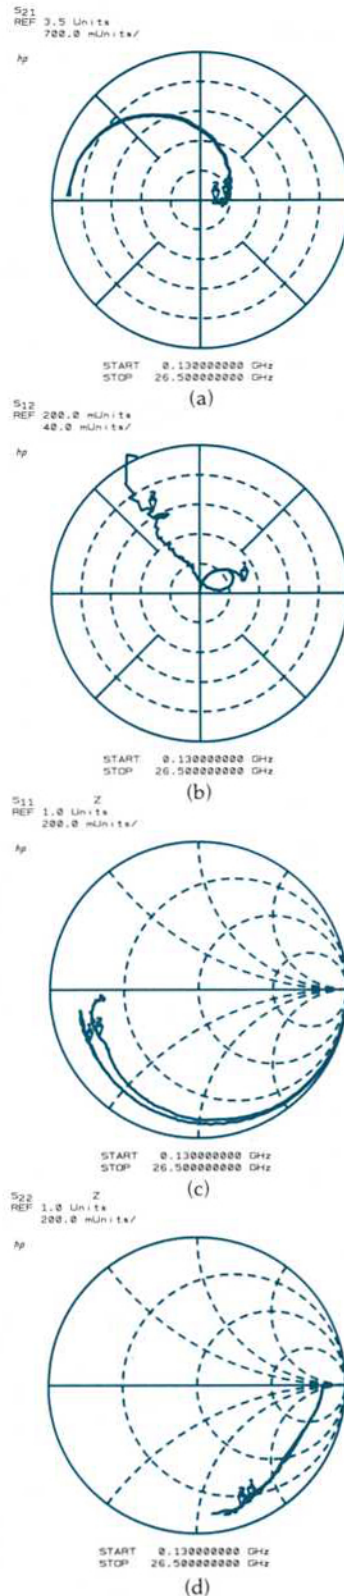 S21
REF 3.5 Units
700.0 mUnits/
hp
START 0.130000000 GHz
STOP 26.500000000 GHz
(a)
S12
REF 200.0 mUnits
40.0 mUnits/
hp
START 0.130000000 GHz
STOP 26.500000000 GHz
(b)
S11 Z
REF 1.0 Units
200.0 mUnits/
hp
START 0.130000000 GHz
STOP 26.500000000 GHz
(c)
S22 Z
REF 1.0 Units
200.0 mUnits/
hp
START 0.130000000 GHz
STOP 26.500000000 GHz
(d)